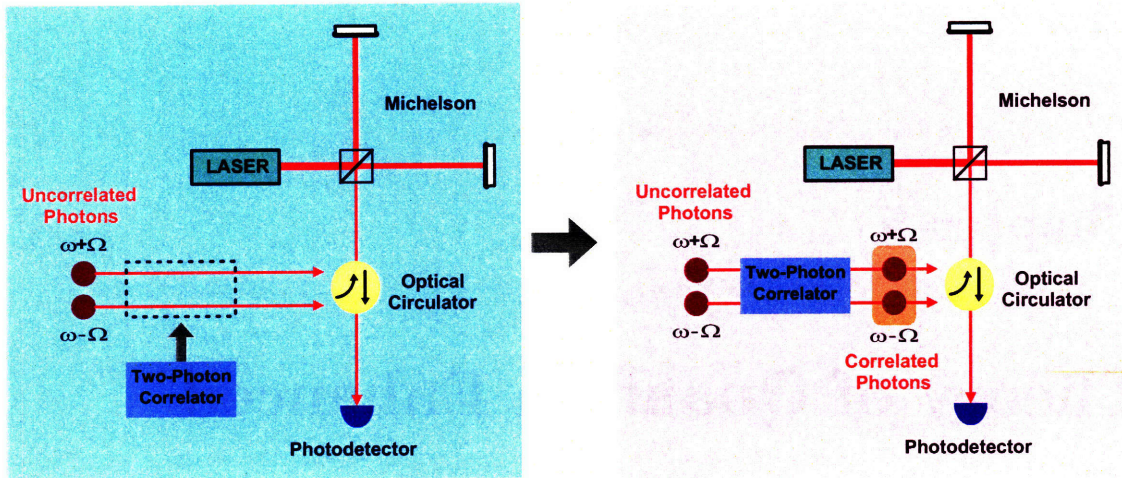 Michelson
LASER
Uncorrelated
Photons
ω+Ω
ω-Ω
Optical
Circulator
Two-Photon
Correlator
Photodetector
Michelson
LASER
Uncorrelated
Photons
ω+Ω
ω+Ω
Two-Photon
Correlator
Optical
Circulator
ω-Ω
ω-Ω
Correlated
Photons
Photodetector